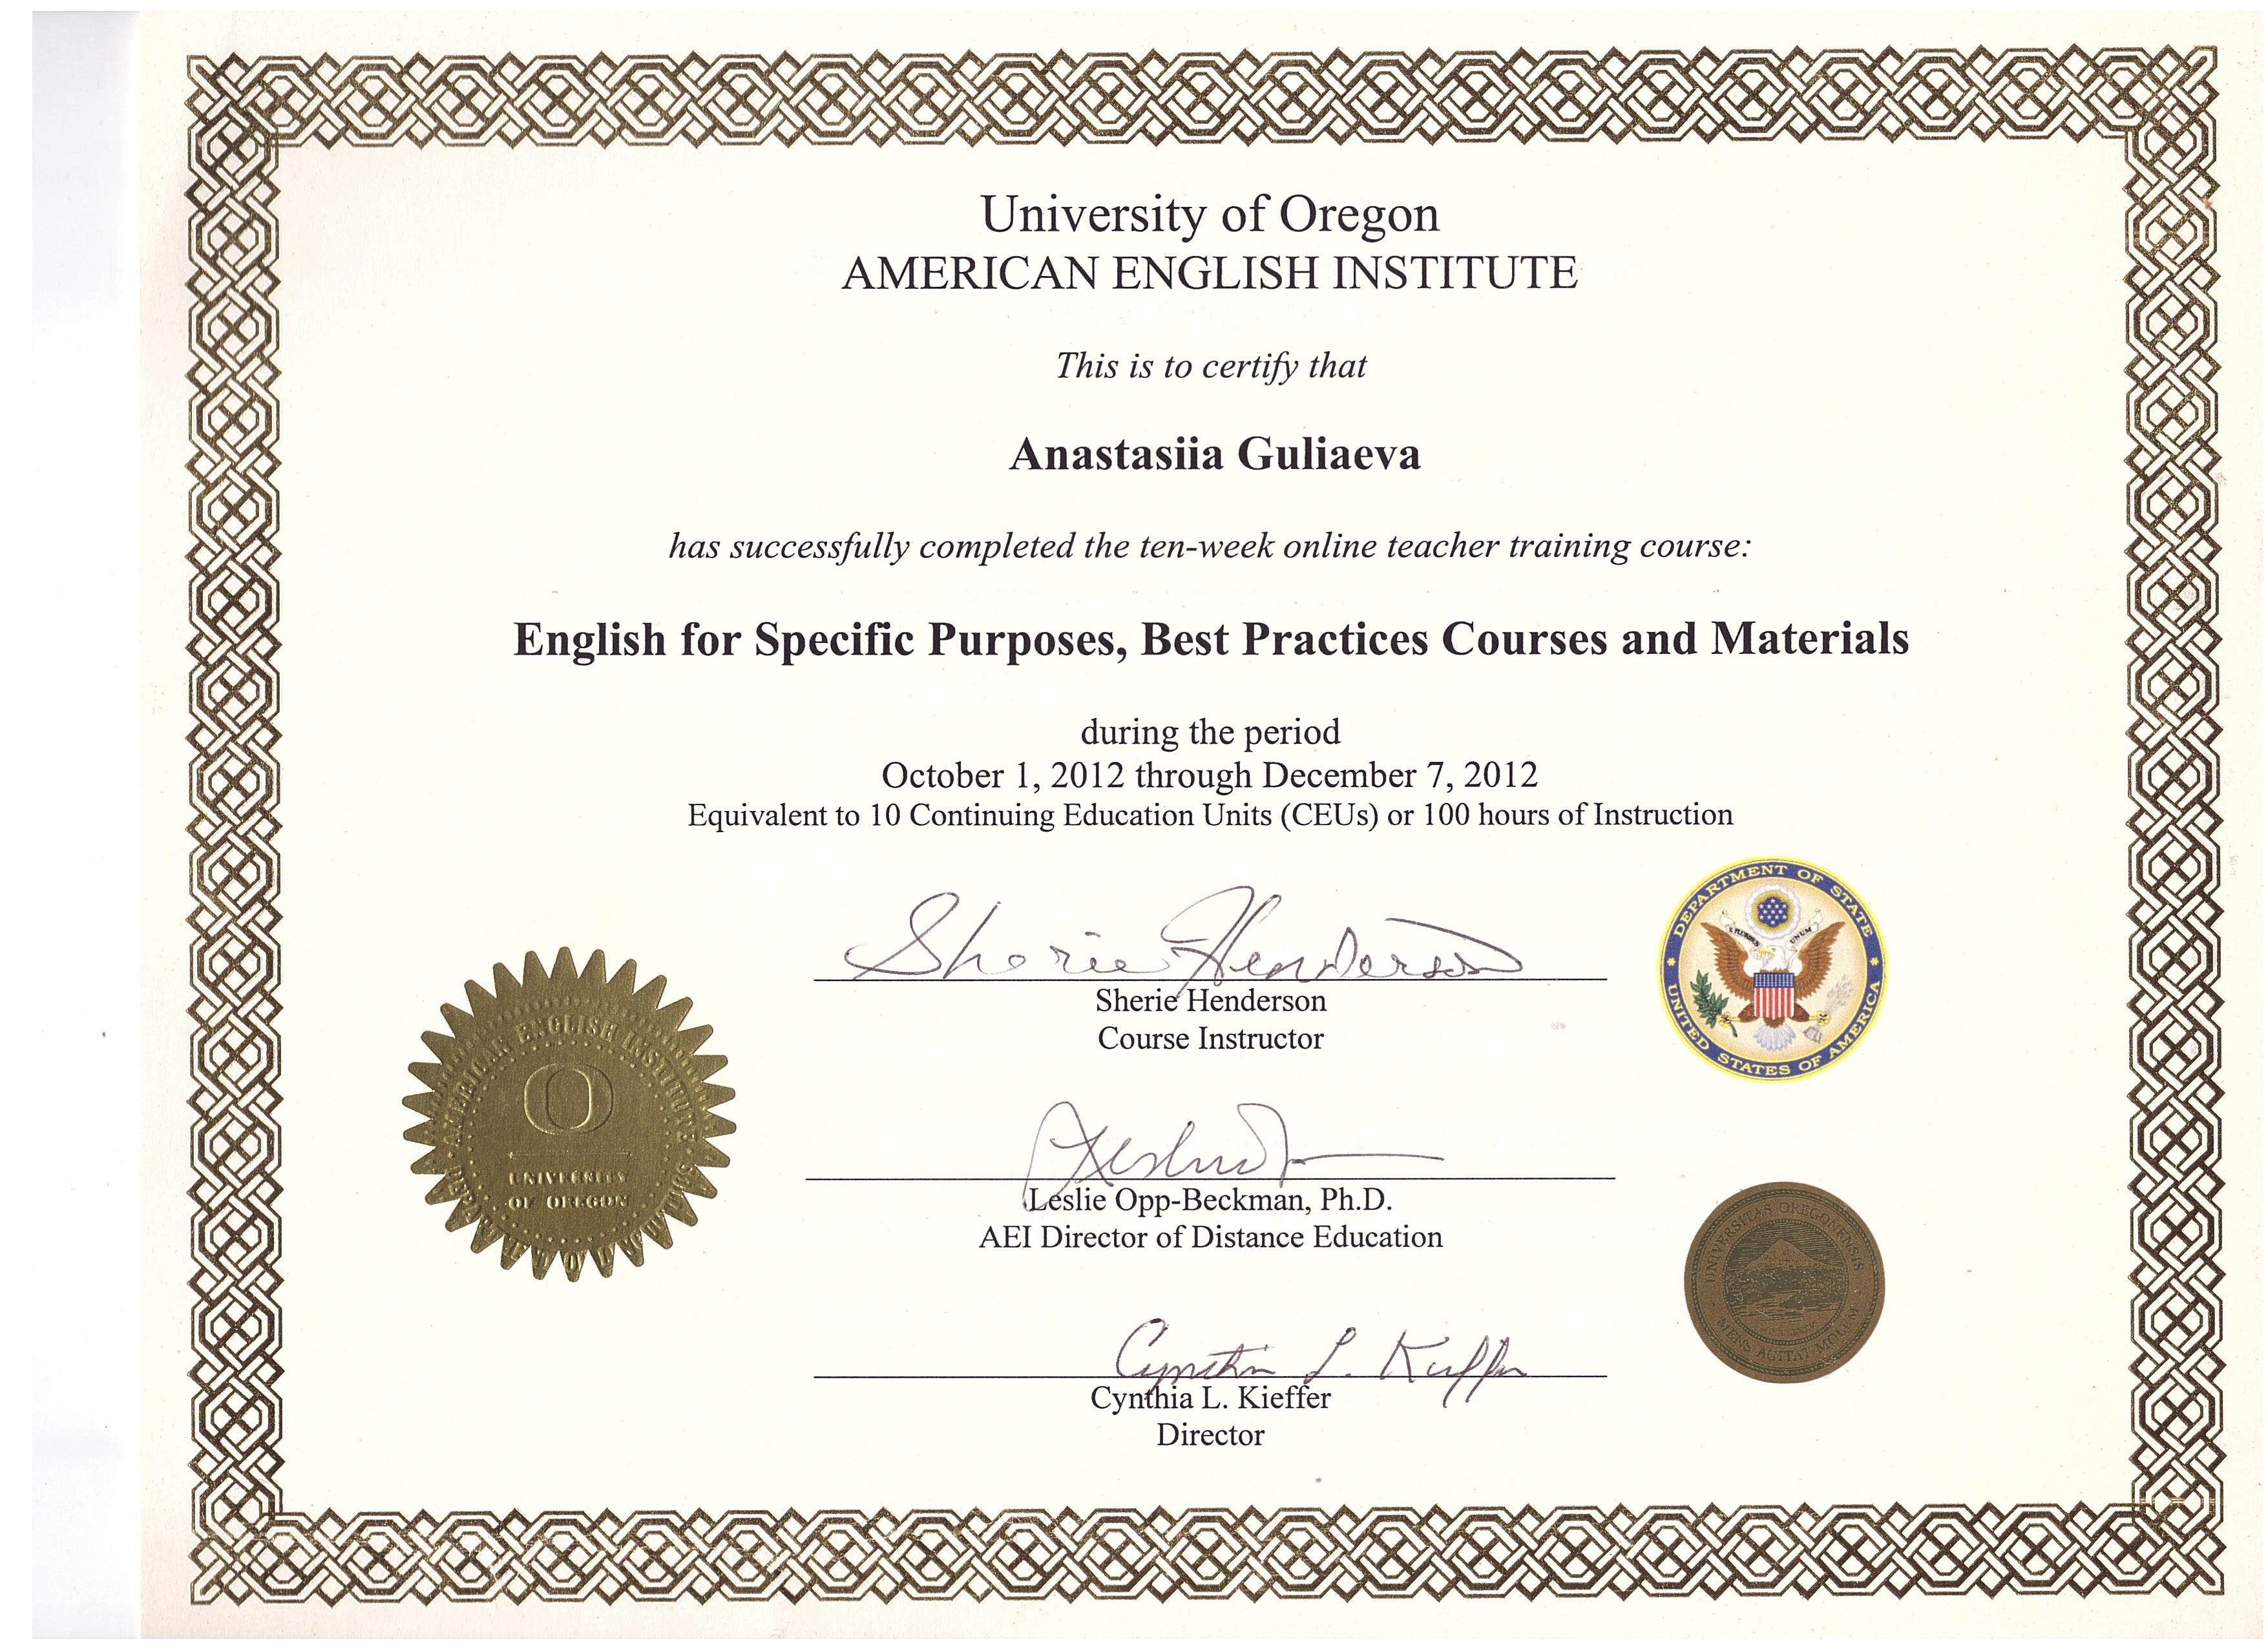 University of Oregon
AMERICAN ENGLISH INSTITUTE
This is to certify that
Anastasiia Guliaeva
has successfully completed the ten-week online teacher training course:
English for Specific Purposes, Best Practices Courses and Materials
during the period
October 1, 2012 through December 7, 2012
Equivalent to 10 Continuing Education Units (CEUs) or 100 hours of Instruction
Sherie Henderson
Sherie Henderson
Course Instructor
DEPARTMENT OF STATE
E PLURIBUS UNUM
UNITED STATES OF AMERICA
AMERICAN ENGLISH INSTITUTE
O
UNIVERSITY
OF OREGON
Leslie Opp-Beckman, Ph.D.
AEI Director of Distance Education
UNIVERSITAS OREGONENSIS
MENS AGITAT MOLEM
Cynthia L. Kieffer
Cynthia L. Kieffer
Director